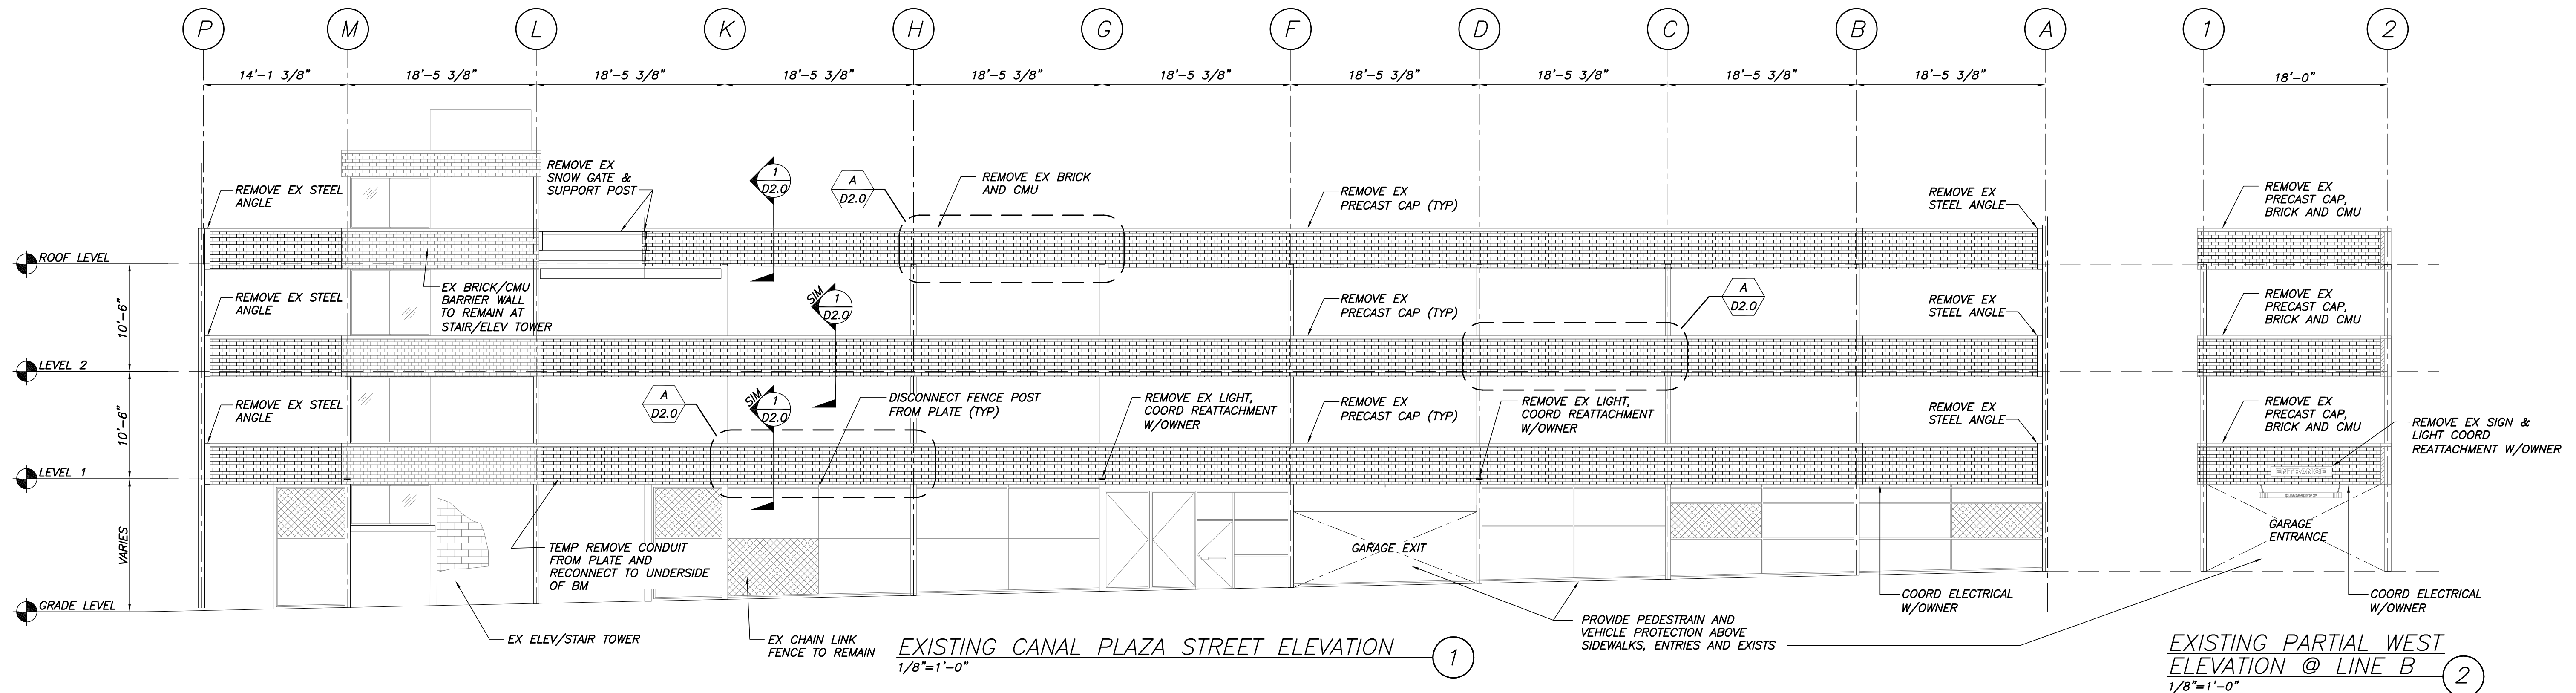 P M L K H G F D C B A 1 2
14'-1 3/8" 18'-5 3/8" 18'-5 3/8" 18'-5 3/8" 18'-5 3/8" 18'-5 3/8" 18'-5 3/8" 18'-5 3/8" 18'-5 3/8" 18'-5 3/8" 18'-0"
REMOVE EX STEEL
ANGLE
REMOVE EX
SNOW GATE &
SUPPORT POST
1
D2.0
A
D2.0
REMOVE EX BRICK
AND CMU
REMOVE EX
PRECAST CAP (TYP)
REMOVE EX
STEEL ANGLE
REMOVE EX
PRECAST CAP,
BRICK AND CMU
ROOF LEVEL
10'-6"
REMOVE EX STEEL
ANGLE
EX BRICK/CMU
BARRIER WALL
TO REMAIN AT
STAIR/ELEV TOWER
SIM
1
D2.0
REMOVE EX
PRECAST CAP (TYP)
A
D2.0
REMOVE EX
STEEL ANGLE
REMOVE EX
PRECAST CAP,
BRICK AND CMU
LEVEL 2
10'-6"
REMOVE EX STEEL
ANGLE
A
D2.0
SIM
1
D2.0
DISCONNECT FENCE POST
FROM PLATE (TYP)
REMOVE EX LIGHT,
COORD REATTACHMENT
W/OWNER
REMOVE EX
PRECAST CAP (TYP)
REMOVE EX LIGHT,
COORD REATTACHMENT
W/OWNER
REMOVE EX
STEEL ANGLE
REMOVE EX
PRECAST CAP,
BRICK AND CMU
REMOVE EX SIGN &
LIGHT COORD
REATTACHMENT W/OWNER
LEVEL 1
ENTRANCE
VARIES
TEMP REMOVE CONDUIT
FROM PLATE AND
RECONNECT TO UNDERSIDE
OF BM
GARAGE EXIT
GARAGE
ENTRANCE
GRADE LEVEL
EX ELEV/STAIR TOWER
EX CHAIN LINK
FENCE TO REMAIN
PROVIDE PEDESTRAIN AND
VEHICLE PROTECTION ABOVE
SIDEWALKS, ENTRIES AND EXISTS
COORD ELECTRICAL
W/OWNER
COORD ELECTRICAL
W/OWNER
EXISTING CANAL PLAZA STREET ELEVATION 1
1/8"=1'-0"
EXISTING PARTIAL WEST
ELEVATION @ LINE B 2
1/8"=1'-0"